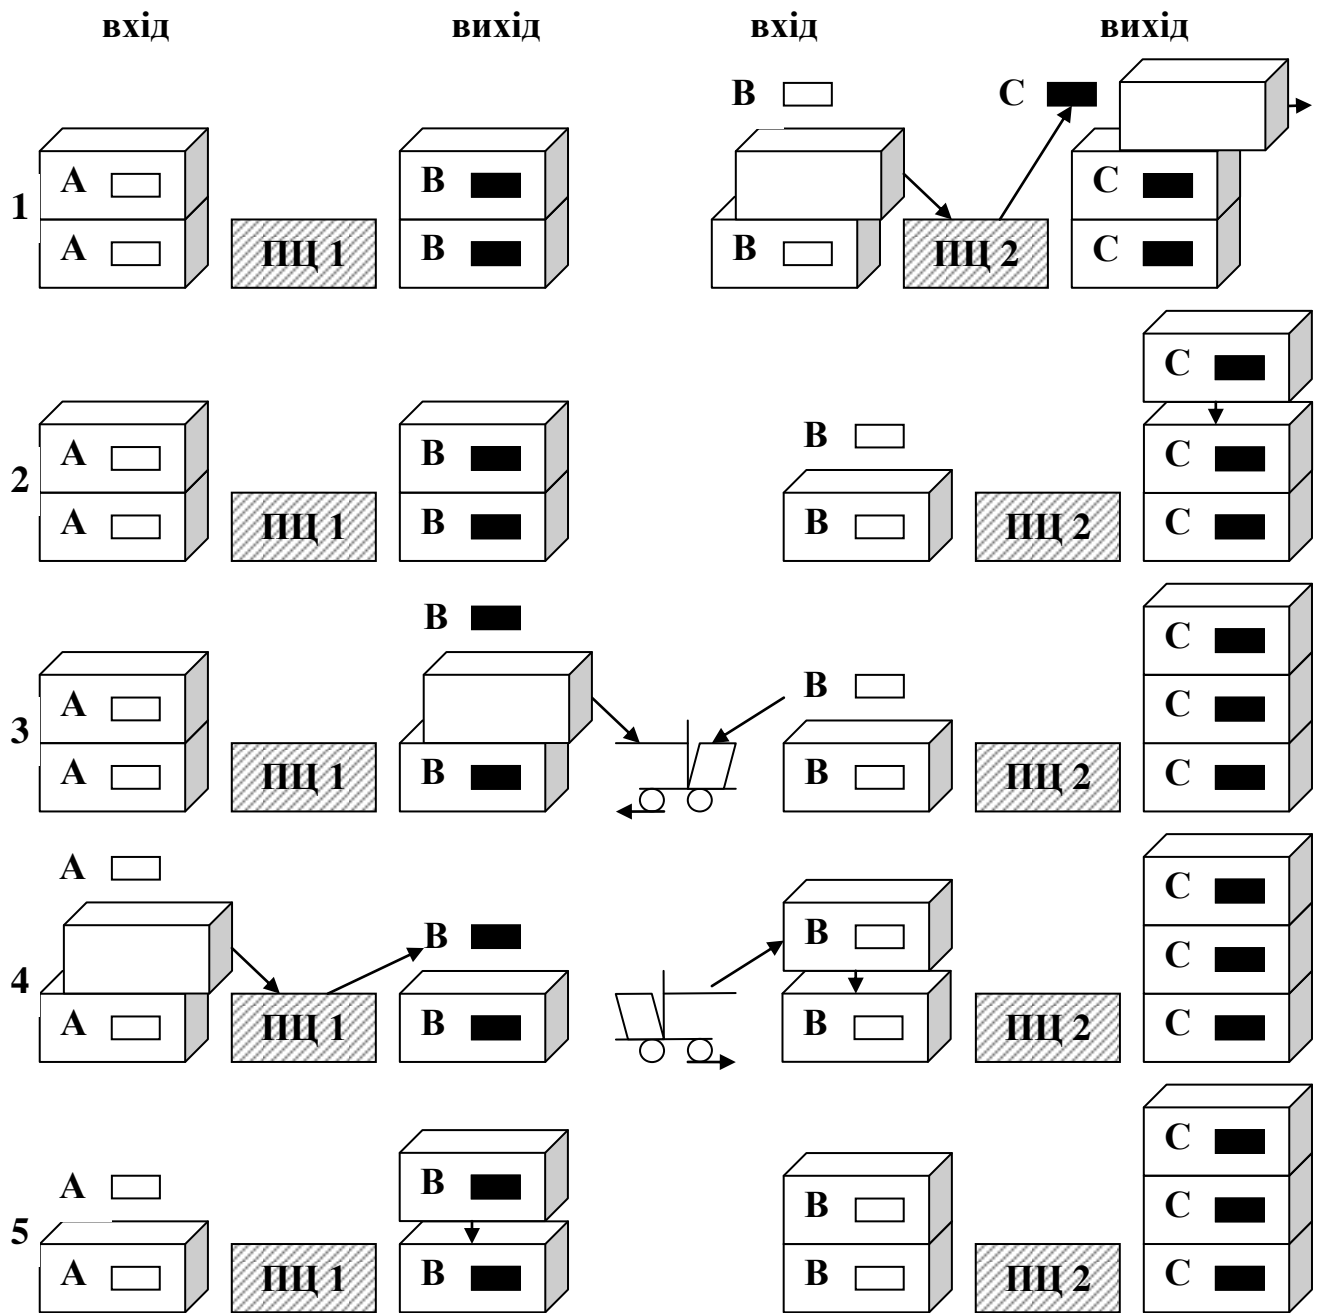 вхід вихід вхід вихід
В С
А В С
1
А ПЦ 1 В В ПЦ 2 С
С
А В В С
2
А ПЦ 1 В В ПЦ 2 С
В С
А В С
3
А ПЦ 1 В В ПЦ 2 С
А С
В В С
4
А ПЦ 1 В В ПЦ 2 С
С
А В В С
5
А ПЦ 1 В В ПЦ 2 С